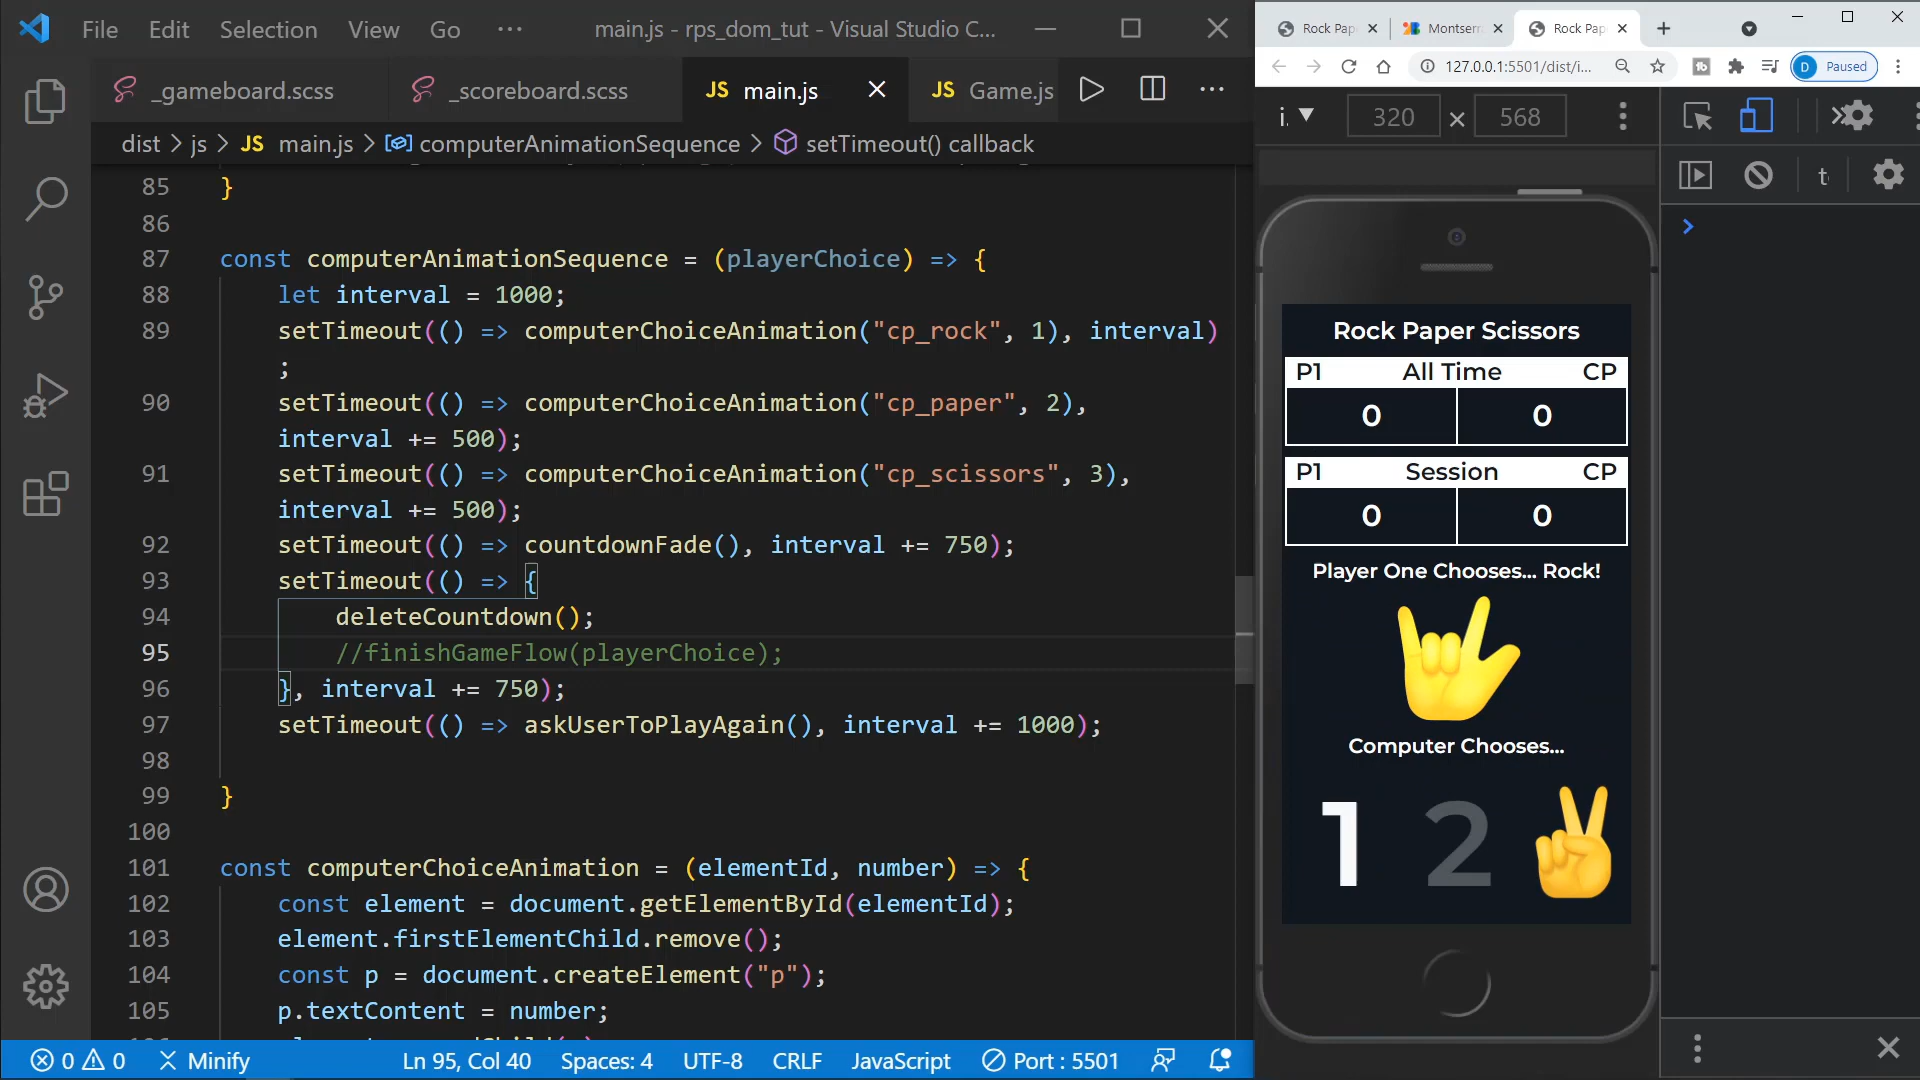 File Edit Selection View Go ··· main.js - rps_dom_tut - Visual Studio C...
_gameboard.scss _scoreboard.scss JS main.js JS Game.js
dist > js > JS main.js > computerAnimationSequence > setTimeout() callback
85 }
86
87 const computerAnimationSequence = (playerChoice) => {
88 let interval = 1000;
89 setTimeout(() => computerChoiceAnimation("cp_rock", 1), interval)
;
90 setTimeout(() => computerChoiceAnimation("cp_paper", 2),
interval += 500);
91 setTimeout(() => computerChoiceAnimation("cp_scissors", 3),
interval += 500);
92 setTimeout(() => countdownFade(), interval += 750);
93 setTimeout(() => {
94 deleteCountdown();
95 //finishGameFlow(playerChoice);
96 }, interval += 750);
97 setTimeout(() => askUserToPlayAgain(), interval += 1000);
98
99 }
100
101 const computerChoiceAnimation = (elementId, number) => {
102 const element = document.getElementById(elementId);
103 element.firstElementChild.remove();
104 const p = document.createElement("p");
105 p.textContent = number;
0 0 Minify Ln 95, Col 40 Spaces: 4 UTF-8 CRLF JavaScript Port : 5501
Rock Pap Montserr Rock Pap
127.0.0.1:5501/dist/i... D Paused
i. ▼ 320 × 568
t
Rock Paper Scissors
P1 All Time CP
0 0
P1 Session CP
0 0
Player One Chooses... Rock!
Computer Chooses...
1 2